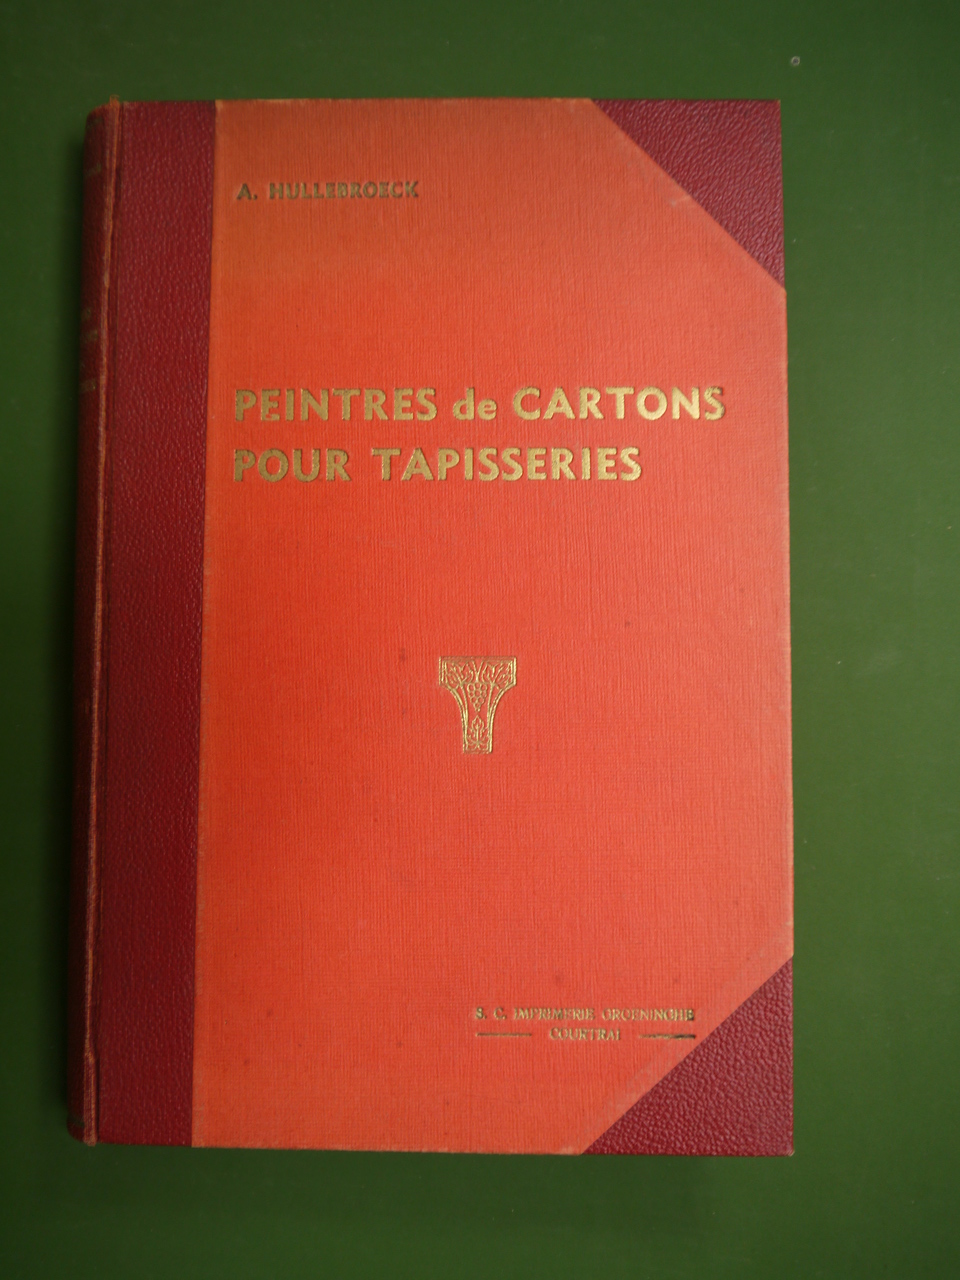 A. HULLEBROECK
PEINTRES de CARTONS
POUR TAPISSERIES
S. C. IMPRIMERIE GROENINGHE
COURTRAI